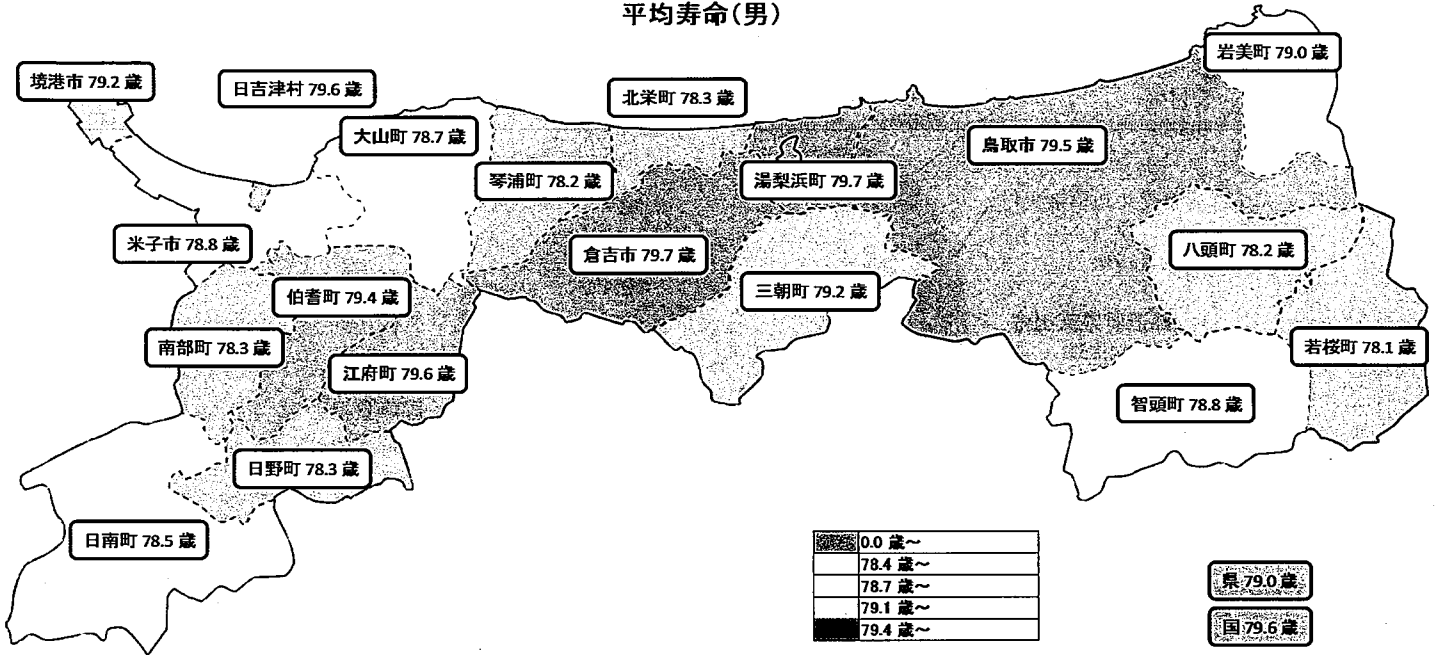 平均寿命(男)
岩美町 79.0 歳
境港市 79.2 歳
日吉津村 79.6 歳
北栄町 78.3 歳
大山町 78.7 歳
鳥取市 79.5 歳
琴浦町 78.2 歳
湯梨浜町 79.7 歳
米子市 78.8 歳
倉吉市 79.7 歳
八頭町 78.2 歳
伯耆町 79.4 歳
三朝町 79.2 歳
南部町 78.3 歳
江府町 79.6 歳
若桜町 78.1 歳
智頭町 78.8 歳
日野町 78.3 歳
日南町 78.5 歳
0.0 歳～
78.4 歳～
78.7 歳～
79.1 歳～
79.4 歳～
県 79.0 歳
国 79.6 歳